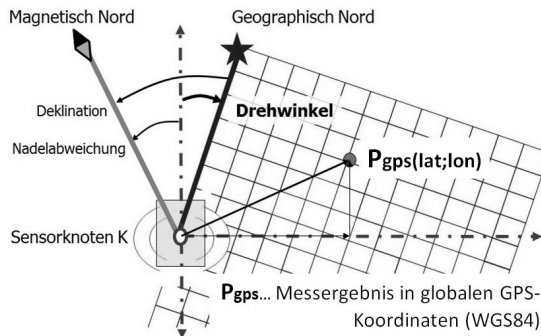 Magnetisch Nord
Geographisch Nord
Deklination
Drehwinkel
Nadelabweichung
Pgps(lat;lon)
Sensorknoten K
Pgps... Messergebnis in globalen GPS-
Koordinaten (WGS84)